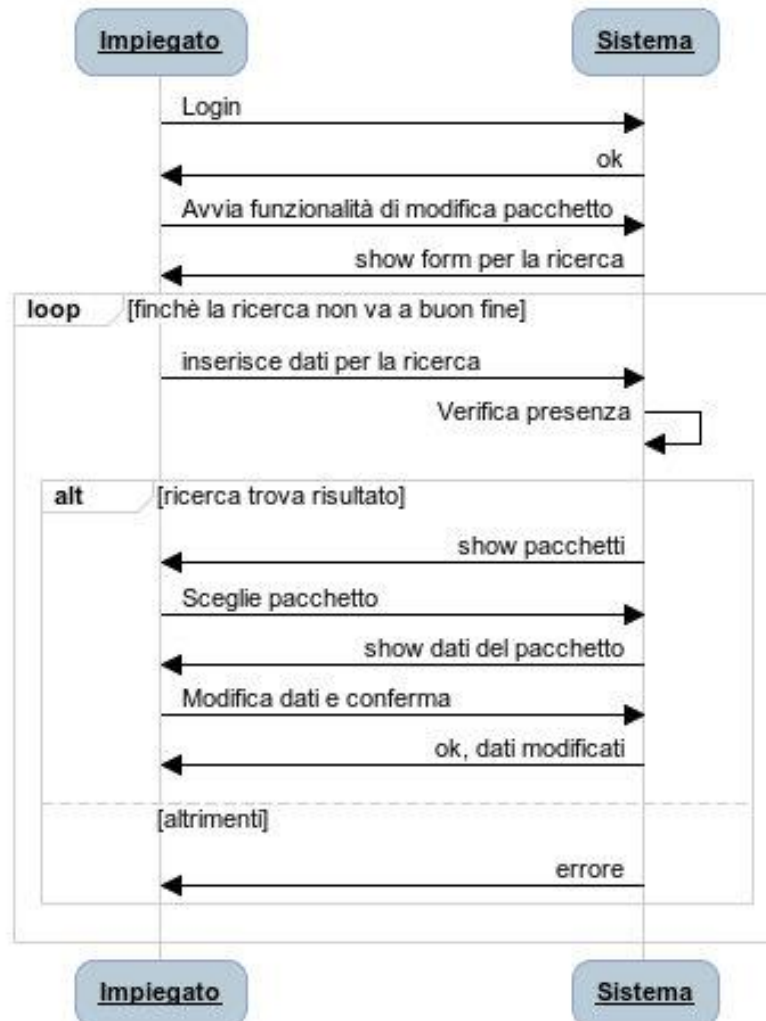 Impiegato
Sistema
Login
ok
Avvia funzionalità di modifica pacchetto
show form per la ricerca
loop [finchè la ricerca non va a buon fine]
inserisce dati per la ricerca
Verifica presenza
alt [ricerca trova risultato]
show pacchetti
Sceglie pacchetto
show dati del pacchetto
Modifica dati e conferma
ok, dati modificati
[altrimenti]
errore
Impiegato
Sistema